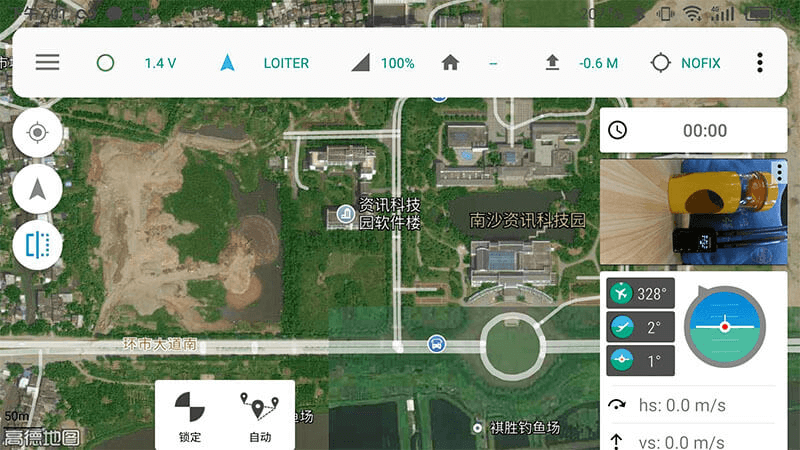 1.4 V
LOITER
100%
--
-0.6 M
NOFIX
00:00
资讯科技
园软件楼
南沙资讯科技园
328°
2°
1°
环市大道南
hs: 0.0 m/s
vs: 0.0 m/s
锁定
自动
鱼场
祺胜钓鱼场
50m
高德地图